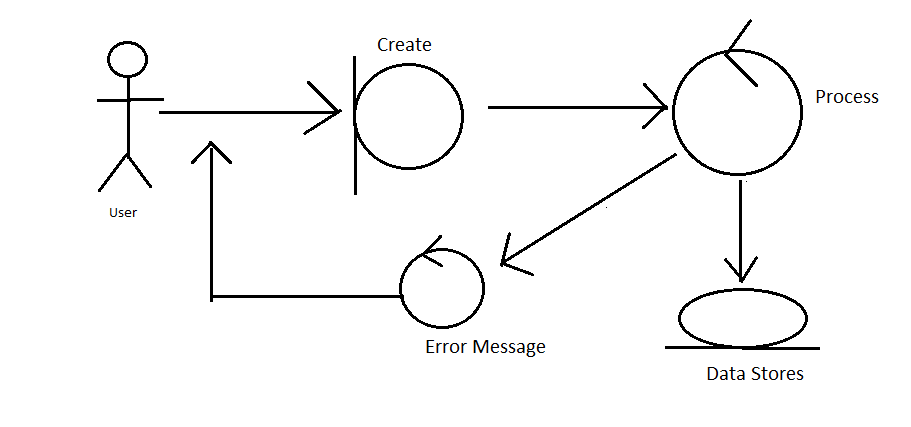 Create
Process
User
Error Message
Data Stores